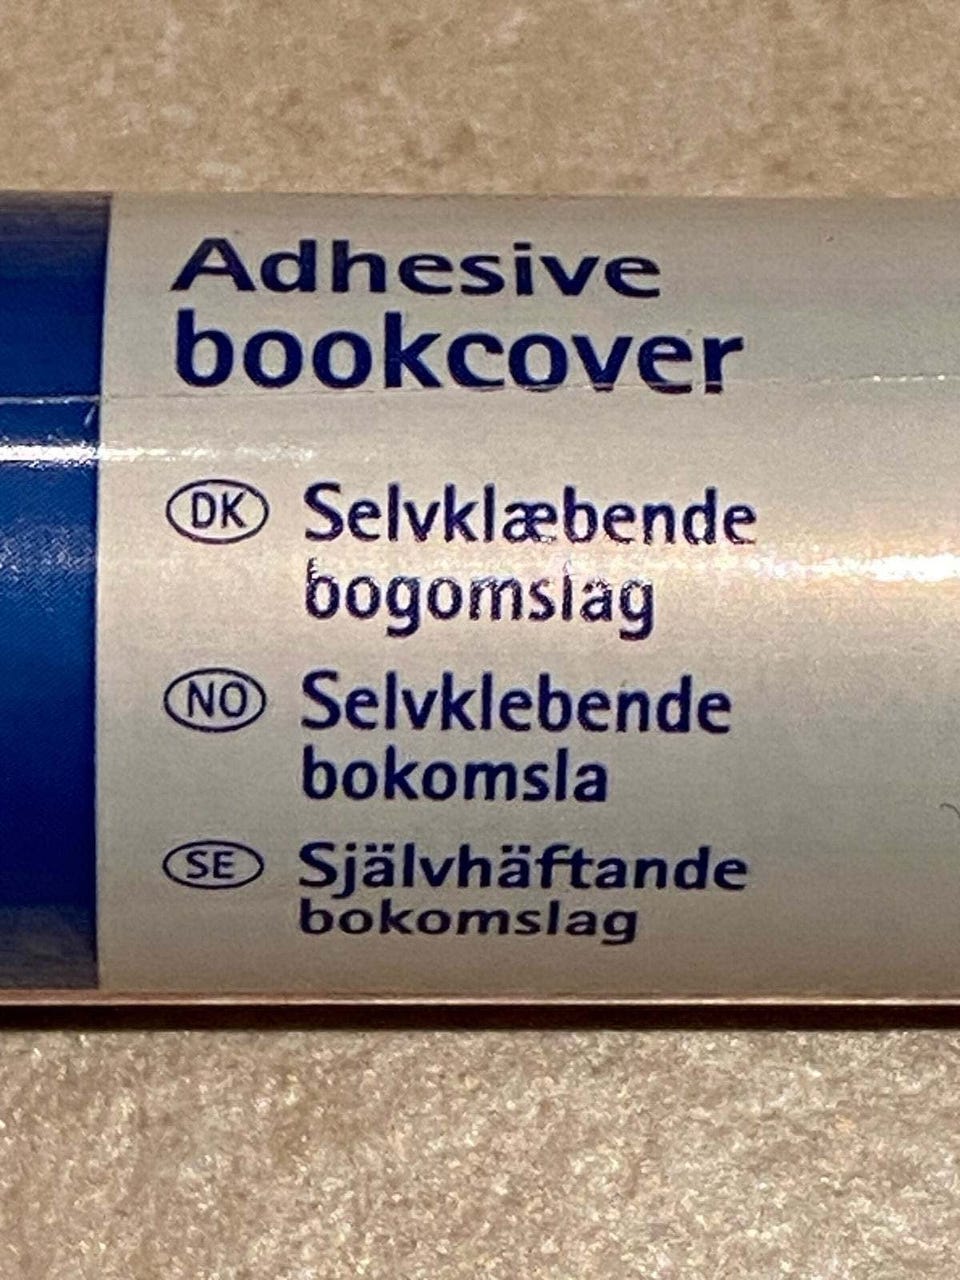 Adhesive
bookcover
DK Selvklæbende
bogomslag
NO Selvklebende
bokomsla
SE Självhäftande
bokomslag